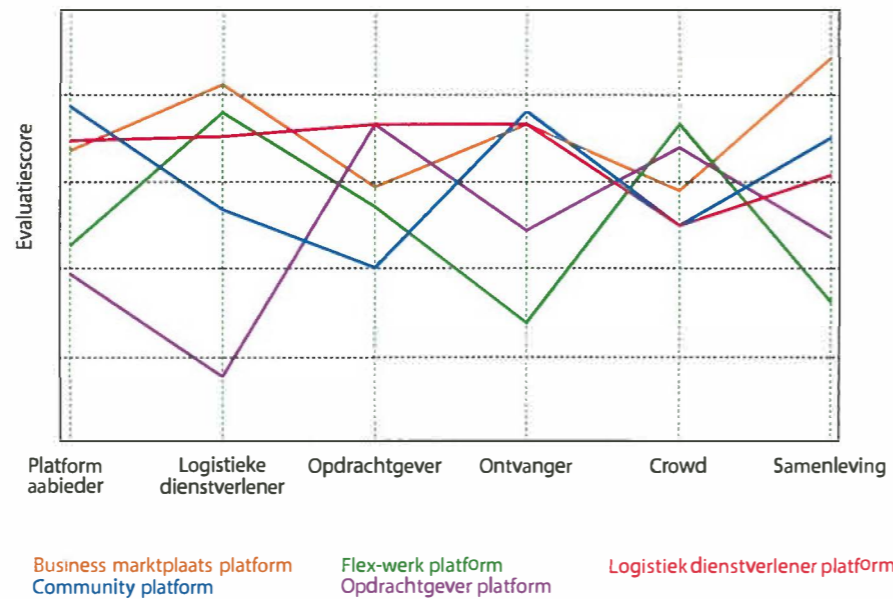 Evaluatiescore
Platform
aabieder
Logistieke
dienstverlener
Opdrachtgever
Ontvanger
Crowd
Samenleving
Business marktplaats platform
Flex-werk platform
Logistiek dienstverlener platform
Community platform
Opdrachtgever platform